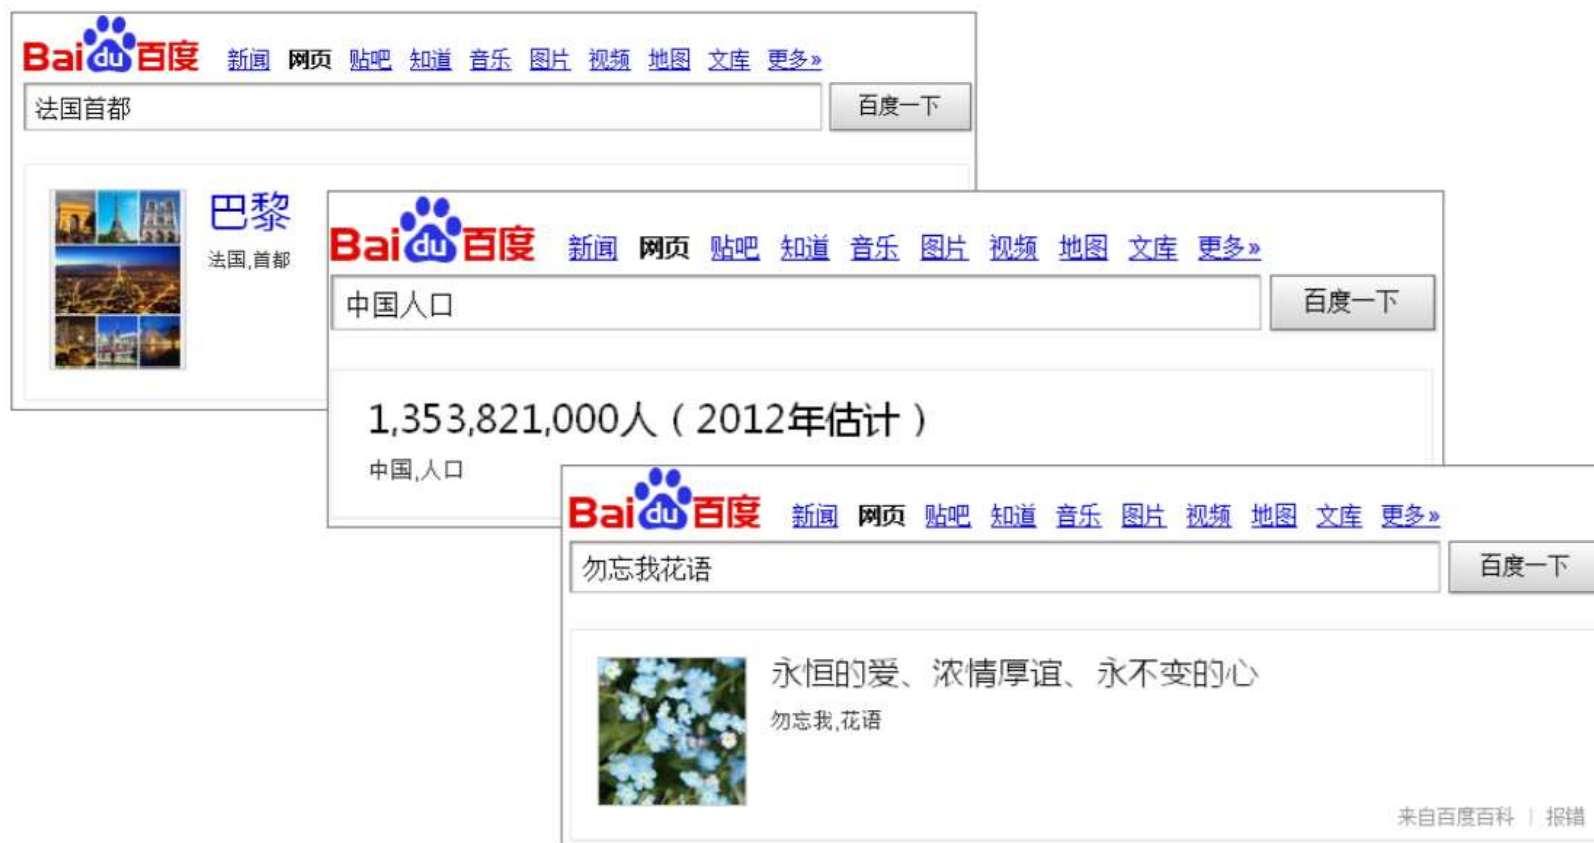 Bai du 百度 新闻 网页 贴吧 知道 音乐 图片 视频 地图 文库 更多»
法国首都 百度一下
巴黎
法国,首都
Bai du 百度 新闻 网页 贴吧 知道 音乐 图片 视频 地图 文库 更多»
中国人口 百度一下
1,353,821,000人（2012年估计）
中国,人口
Bai du 百度 新闻 网页 贴吧 知道 音乐 图片 视频 地图 文库 更多»
勿忘我花语 百度一下
永恒的爱、浓情厚谊、永不变的心
勿忘我,花语
来自百度百科 | 报错